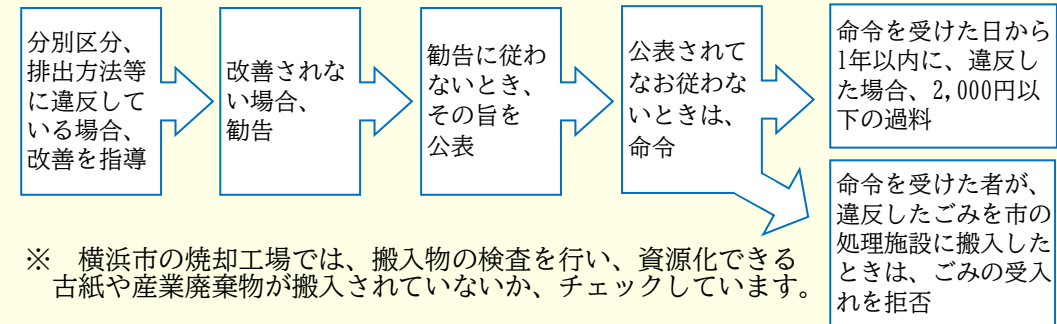 分別区分、
排出方法等
に違反して
いる場合、
改善を指導
改善されな
い場合、
勧告
勧告に従わ
ないとき、
その旨を
公表
公表されて
なお従わな
いときは、
命令
命令を受けた日から
1年以内に、違反し
た場合、2,000円以
下の過料
命令を受けた者が、
違反したごみを市の
処理施設に搬入した
ときは、ごみの受入
れを拒否
※　横浜市の焼却工場では、搬入物の検査を行い、資源化できる
古紙や産業廃棄物が搬入されていないか、チェックしています。